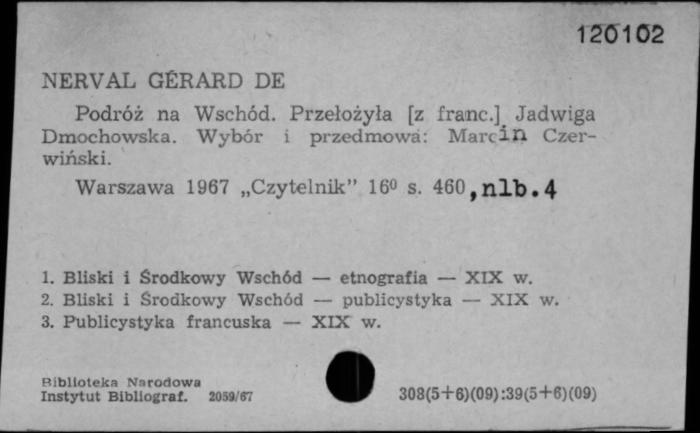 120102
NERVAL GÉRARD DE
Podróż na Wschód. Przełożyła [z franc.] Jadwiga
Dmochowska. Wybór i przedmowa: Marcin Czer-
wiński.
Warszawa 1967 „Czytelnik” 16⁰ s. 460, nlb. 4
1. Bliski i Środkowy Wschód — etnografia — XIX w.
2. Bliski i Środkowy Wschód — publicystyka — XIX w.
3. Publicystyka francuska — XIX w.
Biblioteka Narodowa
Instytut Bibliograf. 2059/67 308(5+6)(09):39(5+6)(09)